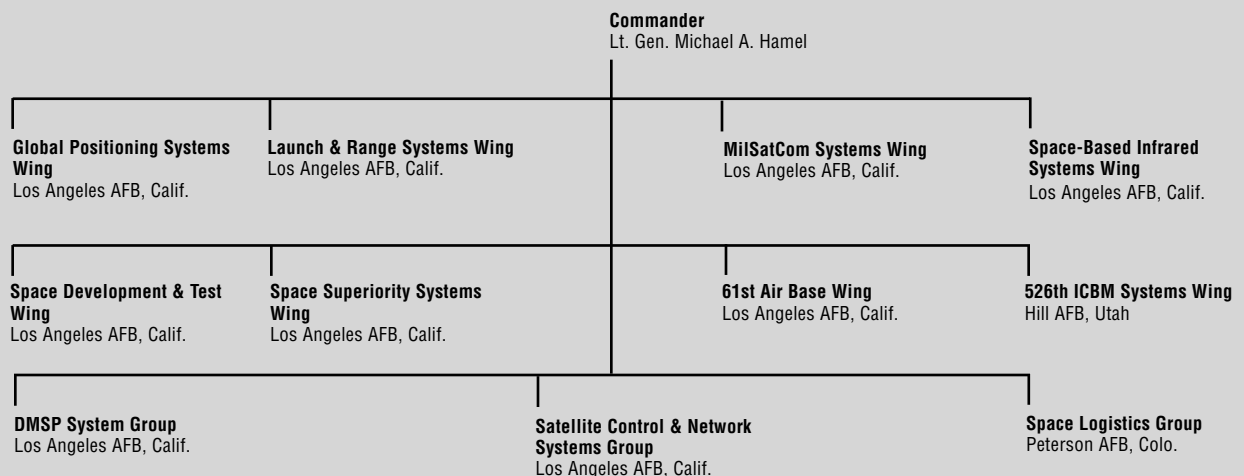 Commander
Lt. Gen. Michael A. Hamel
Global Positioning Systems
Wing
Los Angeles AFB, Calif.
Launch & Range Systems Wing
Los Angeles AFB, Calif.
MilSatCom Systems Wing
Los Angeles AFB, Calif.
Space-Based Infrared
Systems Wing
Los Angeles AFB, Calif.
Space Development & Test
Wing
Los Angeles AFB, Calif.
Space Superiority Systems
Wing
Los Angeles AFB, Calif.
61st Air Base Wing
Los Angeles AFB, Calif.
526th ICBM Systems Wing
Hill AFB, Utah
DMSP System Group
Los Angeles AFB, Calif.
Satellite Control & Network
Systems Group
Los Angeles AFB, Calif.
Space Logistics Group
Peterson AFB, Colo.